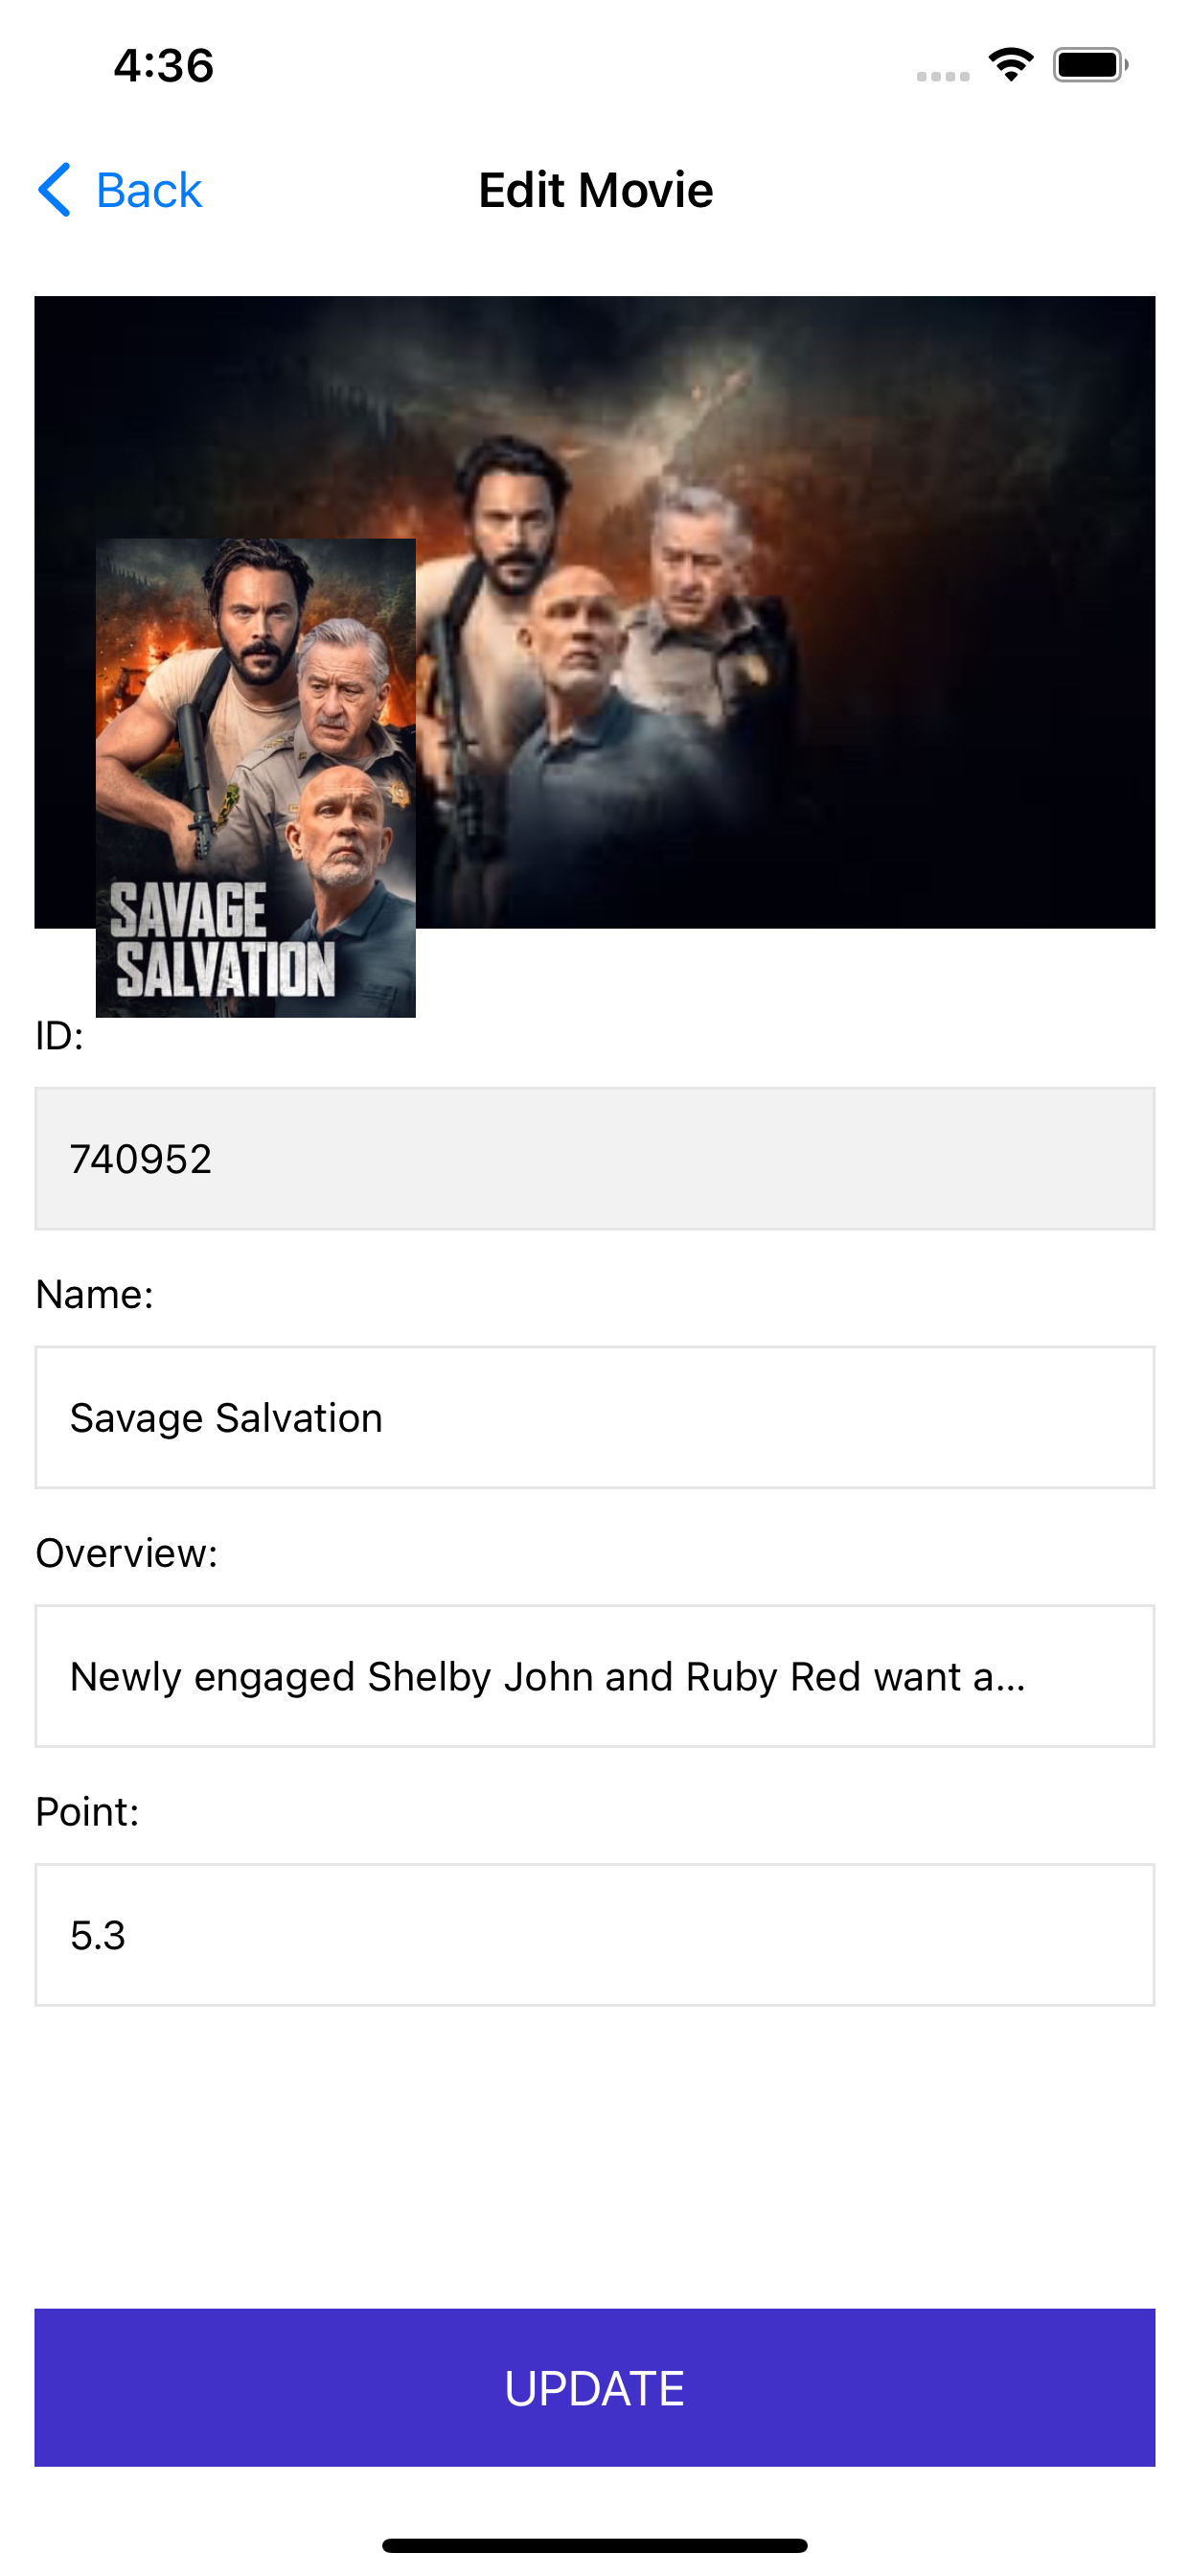 4:36
Back
Edit Movie
SAVAGE
SALVATION
ID:
740952
Name:
Savage Salvation
Overview:
Newly engaged Shelby John and Ruby Red want a...
Point:
5.3
UPDATE